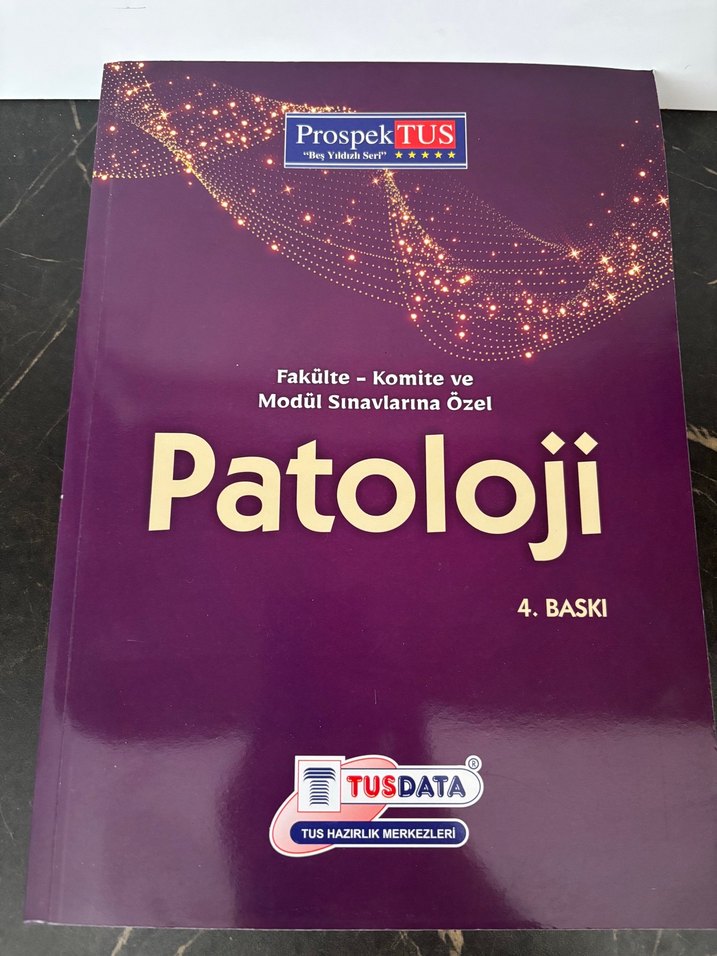 ProspekTUS
"Beş Yıldızlı Seri"
Fakülte - Komite ve
Modül Sınavlarına Özel
Patoloji
4. BASKI
TUSDATA®
TUS HAZIRLIK MERKEZLERİ